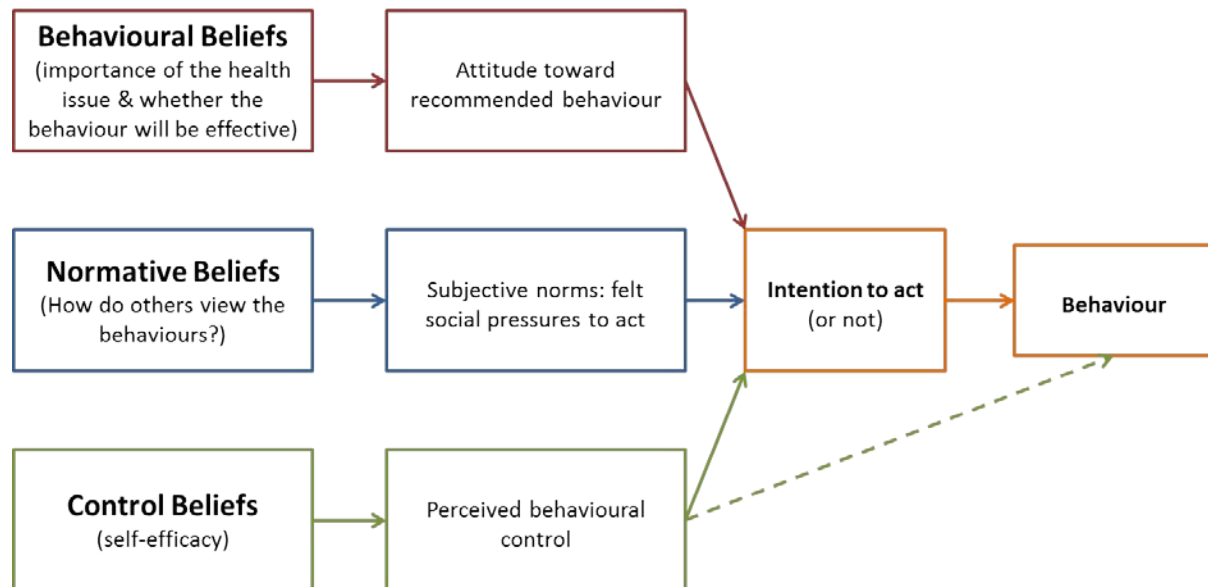 Behavioural Beliefs
(importance of the health
issue & whether the
behaviour will be effective)
Attitude toward
recommended behaviour
Normative Beliefs
(How do others view the
behaviours?)
Subjective norms: felt
social pressures to act
Intention to act
(or not)
Behaviour
Control Beliefs
(self-efficacy)
Perceived behavioural
control